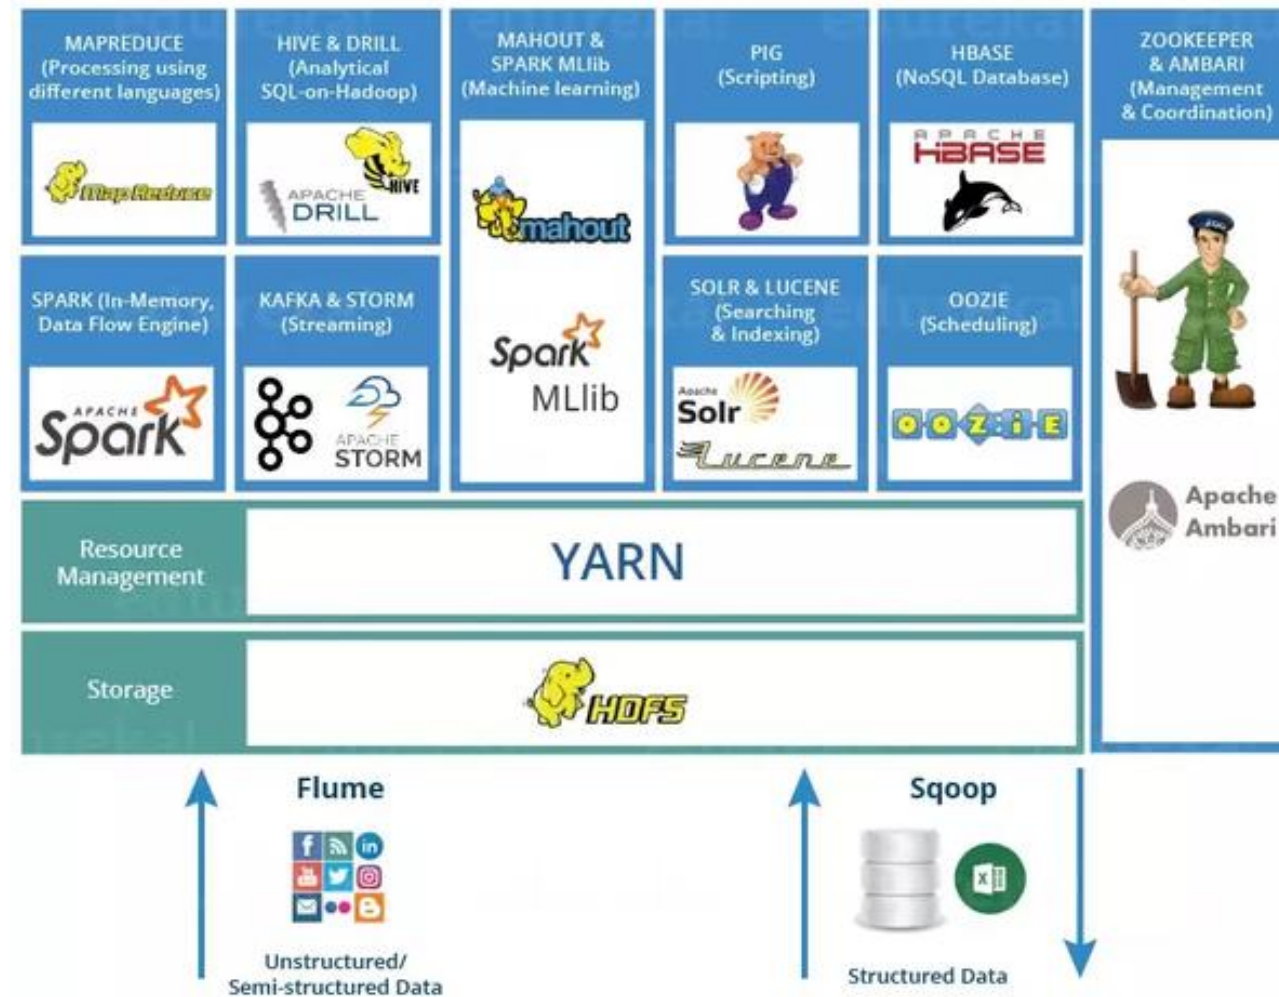 MAPREDUCE
(Processing using
different languages)
Map Reduce
HIVE & DRILL
(Analytical
SQL-on-Hadoop)
HIVE
APACHE
DRILL
MAHOUT &
SPARK MLlib
(Machine learning)
mahout
Spark
MLlib
PIG
(Scripting)
HBASE
(NoSQL Database)
APACHE
HBASE
ZOOKEEPER
& AMBARI
(Management
& Coordination)
Apache
Ambari
SPARK (In-Memory,
Data Flow Engine)
APACHE
Spark
KAFKA & STORM
(Streaming)
APACHE
STORM
SOLR & LUCENE
(Searching
& Indexing)
Apache
Solr
Lucene
OOZIE
(Scheduling)
OOZiE
Resource
Management
YARN
Storage
HDFS
Flume
Unstructured/
Semi-structured Data
Sqoop
Structured Data